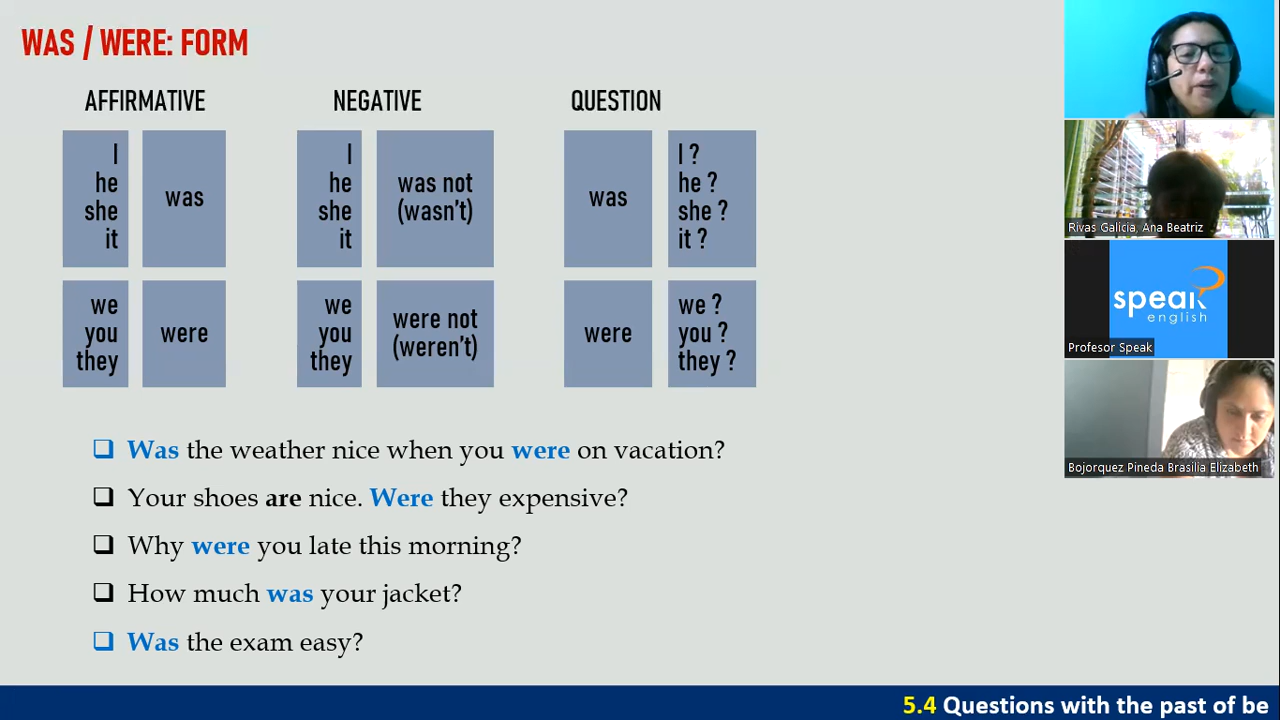 WAS / WERE: FORM
AFFIRMATIVE
NEGATIVE
QUESTION
I
he
she
it
was
I
he
she
it
was not
(wasn't)
was
I ?
he ?
she ?
it ?
we
you
they
were
we
you
they
were not
(weren't)
were
we ?
you ?
they ?
Was the weather nice when you were on vacation?
Your shoes are nice. Were they expensive?
Why were you late this morning?
How much was your jacket?
Was the exam easy?
5.4 Questions with the past of be
Rivas Galicia, Ana Beatriz
speak
english
Profesor Speak
Bojorquez Pineda Brasilia Elizabeth